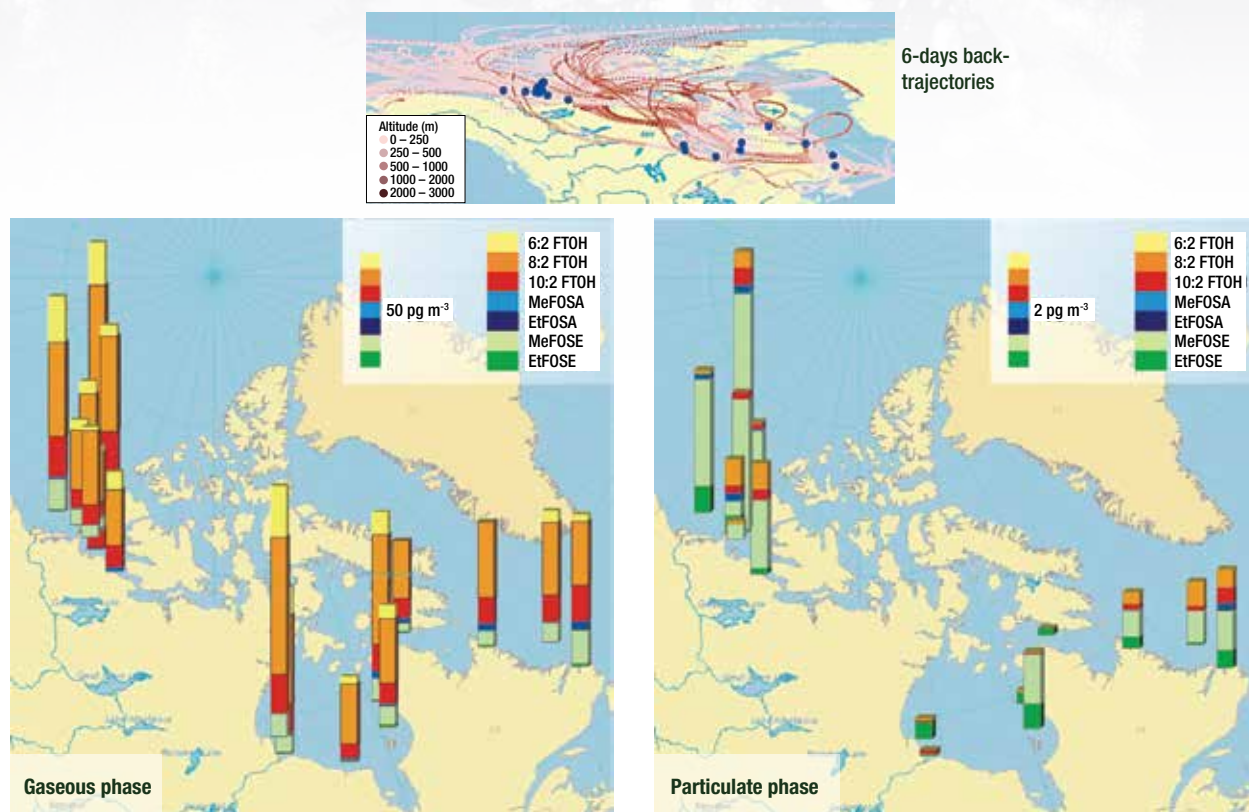 6-days back-
trajectories
Altitude (m)
0 – 250
250 – 500
500 – 1000
1000 – 2000
2000 – 3000
50 pg m-3
6:2 FTOH
8:2 FTOH
10:2 FTOH
MeFOSA
EtFOSA
MeFOSE
EtFOSE
Gaseous phase
2 pg m-3
6:2 FTOH
8:2 FTOH
10:2 FTOH
MeFOSA
EtFOSA
MeFOSE
EtFOSE
Particulate phase